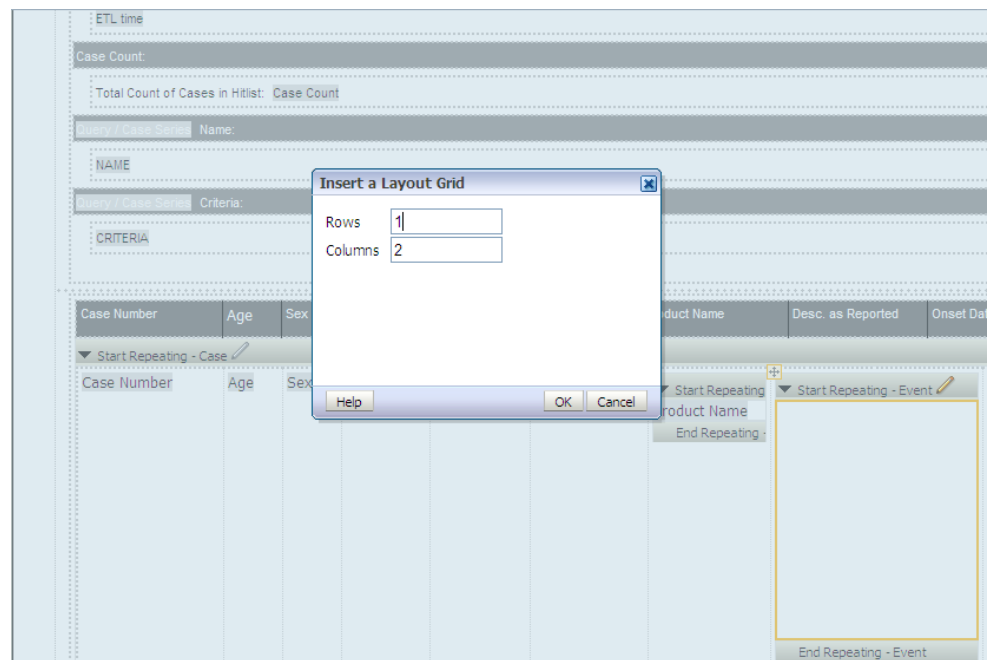 ETL time
Case Count:
Total Count of Cases in Hitlist: Case Count
Query / Case Series Name:
NAME
Query / Case Series Criteria:
CRITERIA
Insert a Layout Grid
Rows 1
Columns 2
Help OK Cancel
Case Number Age Sex duct Name Desc. as Reported Onset Dat
Start Repeating - Case
Case Number Age Sex Start Repeating Start Repeating - Event
roduct Name
End Repeating -
End Repeating - Event